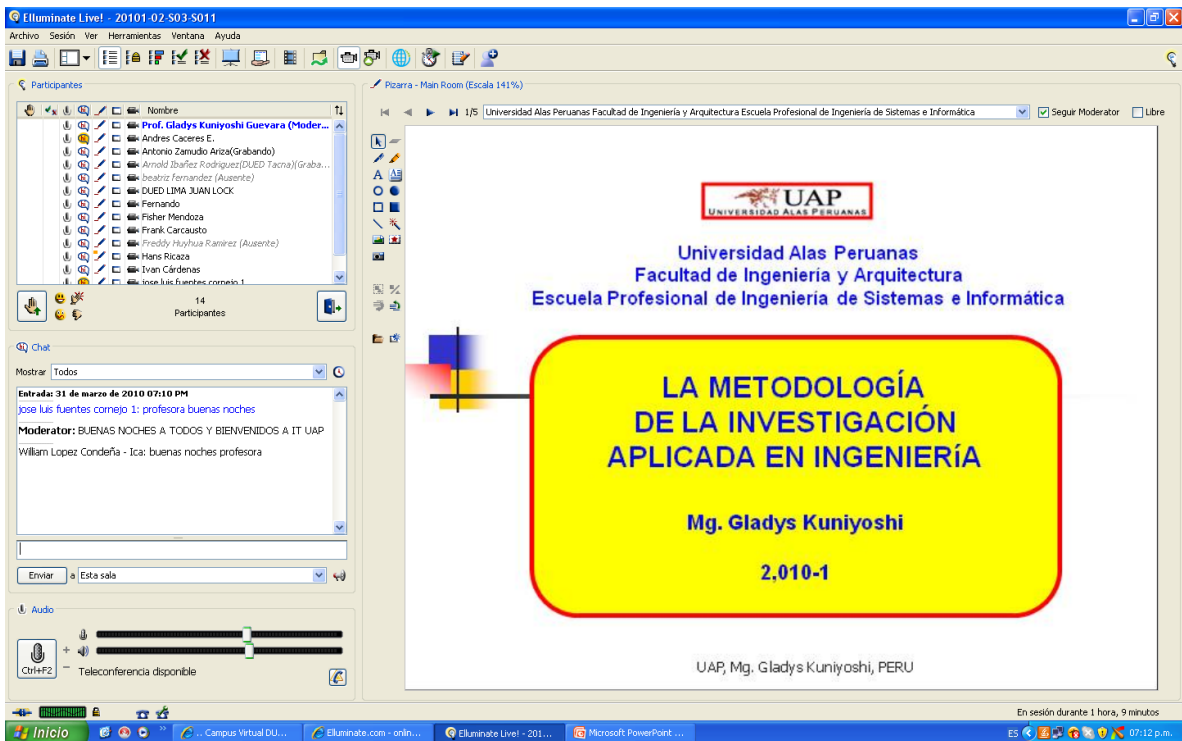 Elluminate Live! - 20101-02-S03-S011
Archivo Sesión Ver Herramientas Ventana Ayuda
Participantes
Nombre
Prof. Gladys Kuniyoshi Guevara (Moder...
Andres Caceres E.
Antonio Zamudio Ariza(Grabando)
Arnold Ibañez Rodriguez(DUED Tacna)(Graba...
beatriz fernandez (Ausente)
DUED LIMA JUAN LOCK
Fernando
Fisher Mendoza
Frank Carcausto
Freddy Huyhua Ramirez (Ausente)
Hans Ricaza
Ivan Cárdenas
jose luis fuentes cornejo 1
14
Participantes
Chat
Mostrar Todos
Entrada: 31 de marzo de 2010 07:10 PM
jose luis fuentes cornejo 1: profesora buenas noches
Moderator: BUENAS NOCHES A TODOS Y BIENVENIDOS A IT UAP
William Lopez Condeña - Ica: buenas noches profesora
Enviar a Esta sala
Audio
Ctrl+F2
Teleconferencia disponible
Pizarra - Main Room (Escala 141%)
1/5 Universidad Alas Peruanas Facultad de Ingeniería y Arquitectura Escuela Profesional de Ingeniería de Sistemas e Informática Seguir Moderator Libre
UAP
UNIVERSIDAD ALAS PERUANAS
Universidad Alas Peruanas
Facultad de Ingeniería y Arquitectura
Escuela Profesional de Ingeniería de Sistemas e Informática
LA METODOLOGÍA
DE LA INVESTIGACIÓN
APLICADA EN INGENIERíA
Mg. Gladys Kuniyoshi
2,010-1
UAP, Mg. Gladys Kuniyoshi, PERU
En sesión durante 1 hora, 9 minutos
Inicio
.. Campus Virtual DU...
Elluminate.com - onlin...
Elluminate Live! - 201...
Microsoft PowerPoint ...
ES
07:12 p.m.